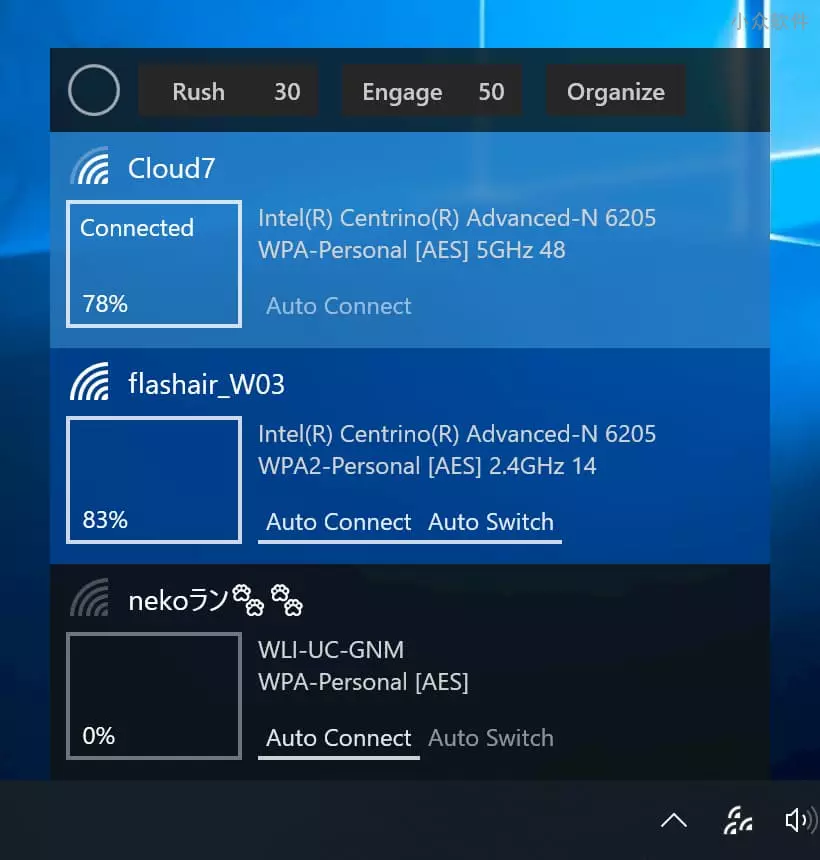 小众软件
Rush 30 Engage 50 Organize
Cloud7
Connected
Intel(R) Centrino(R) Advanced-N 6205
WPA-Personal [AES] 5GHz 48
78%
Auto Connect
flashair_W03
Intel(R) Centrino(R) Advanced-N 6205
WPA2-Personal [AES] 2.4GHz 14
83%
Auto Connect Auto Switch
nekoラン🐾🐾
WLI-UC-GNM
WPA-Personal [AES]
0%
Auto Connect Auto Switch